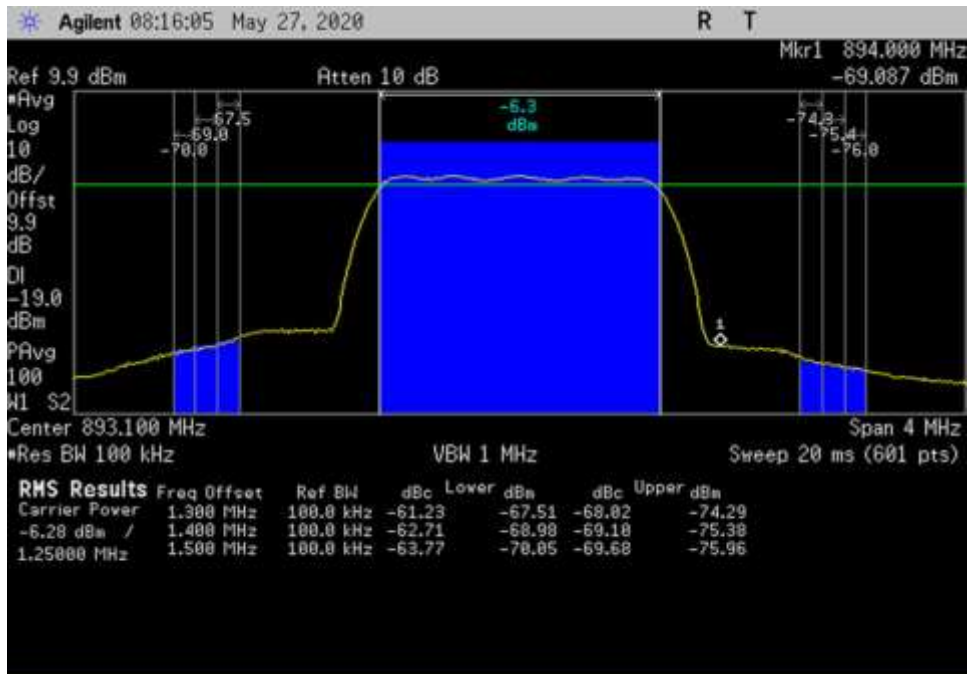 Agilent 08:16:05 May 27, 2020 R T
Mkr1 894.000 MHz
Ref 9.9 dBm Atten 10 dB -69.087 dBm
*Avg
Log
10
dB/
Offst
9.9
dB
DI
-19.0
dBm
PAvg
100
W1 S2
-67.5
-69.0
-70.0
-6.3
dBm
-74.3
-75.4
-76.0
1
Center 893.100 MHz Span 4 MHz
*Res BW 100 kHz VBW 1 MHz Sweep 20 ms (601 pts)
RMS Results Freq Offset Ref BW dBc Lower dBm dBc Upper dBm
Carrier Power 1.300 MHz 100.0 kHz -61.23 -67.51 -68.02 -74.29
-6.28 dBm / 1.400 MHz 100.0 kHz -62.71 -68.98 -69.10 -75.38
1.25000 MHz 1.500 MHz 100.0 kHz -63.77 -70.05 -69.68 -75.96